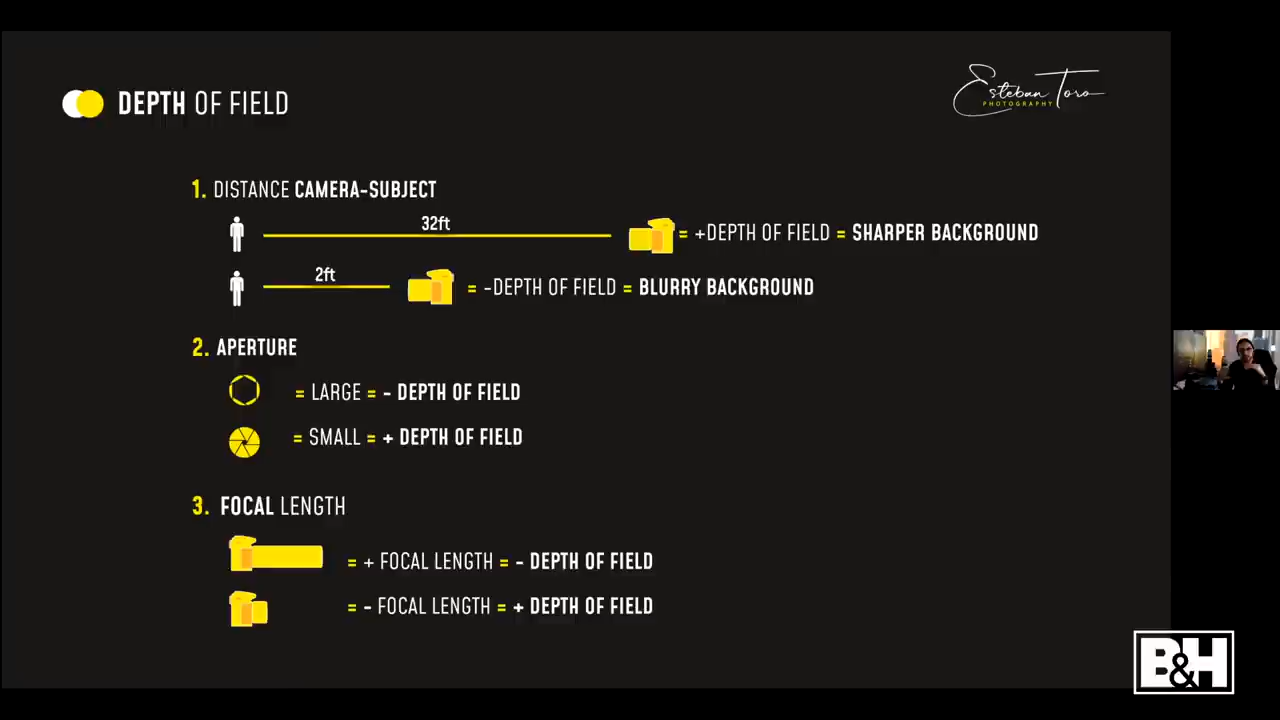 DEPTH OF FIELD
Esteban Toro
PHOTOGRAPHY
1. DISTANCE CAMERA-SUBJECT
32ft
= +DEPTH OF FIELD = SHARPER BACKGROUND
2ft
= -DEPTH OF FIELD = BLURRY BACKGROUND
2. APERTURE
= LARGE = - DEPTH OF FIELD
= SMALL = + DEPTH OF FIELD
3. FOCAL LENGTH
= + FOCAL LENGTH = - DEPTH OF FIELD
= - FOCAL LENGTH = + DEPTH OF FIELD
B&H